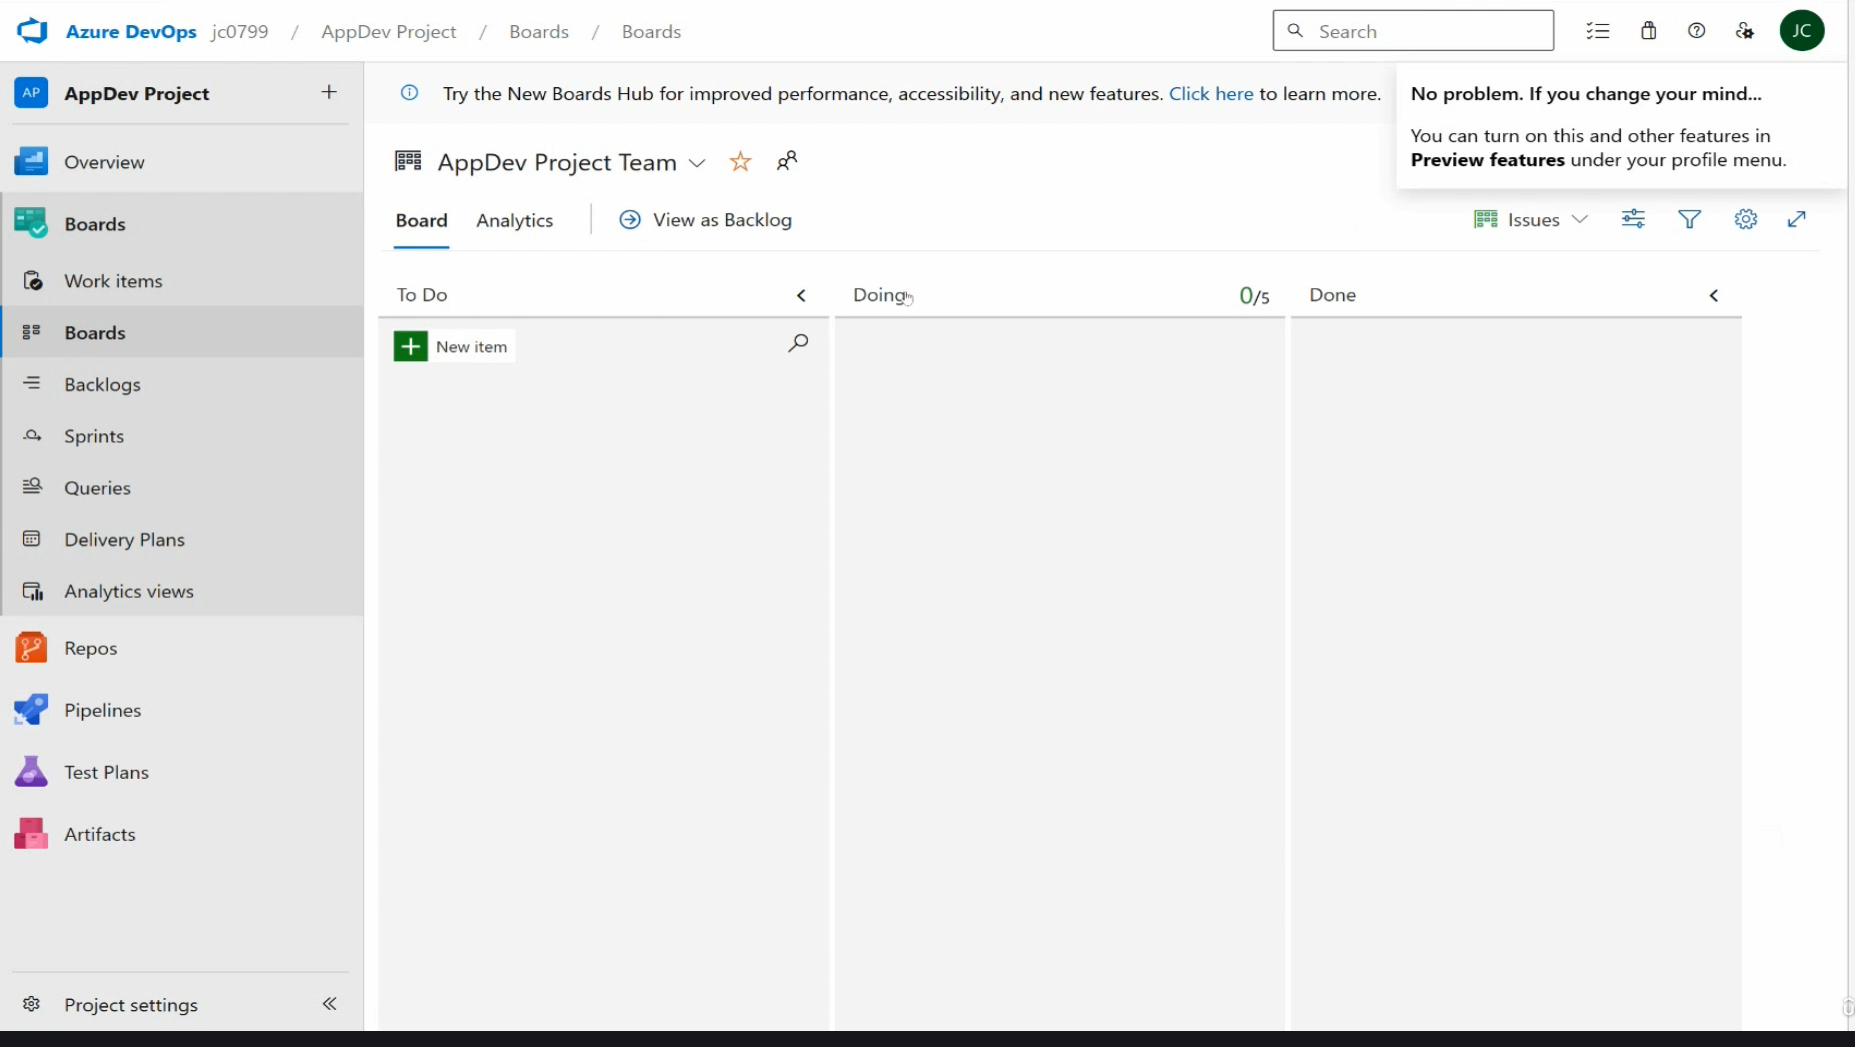 Azure DevOps jc0799 / AppDev Project / Boards / Boards
Search
JC
AP AppDev Project +
Overview
Boards
Work items
Boards
Backlogs
Sprints
Queries
Delivery Plans
Analytics views
Repos
Pipelines
Test Plans
Artifacts
Project settings
Try the New Boards Hub for improved performance, accessibility, and new features. Click here to learn more.
No problem. If you change your mind...
You can turn on this and other features in
Preview features under your profile menu.
AppDev Project Team
Board Analytics View as Backlog
Issues
To Do
Doing 0/5
Done
New item